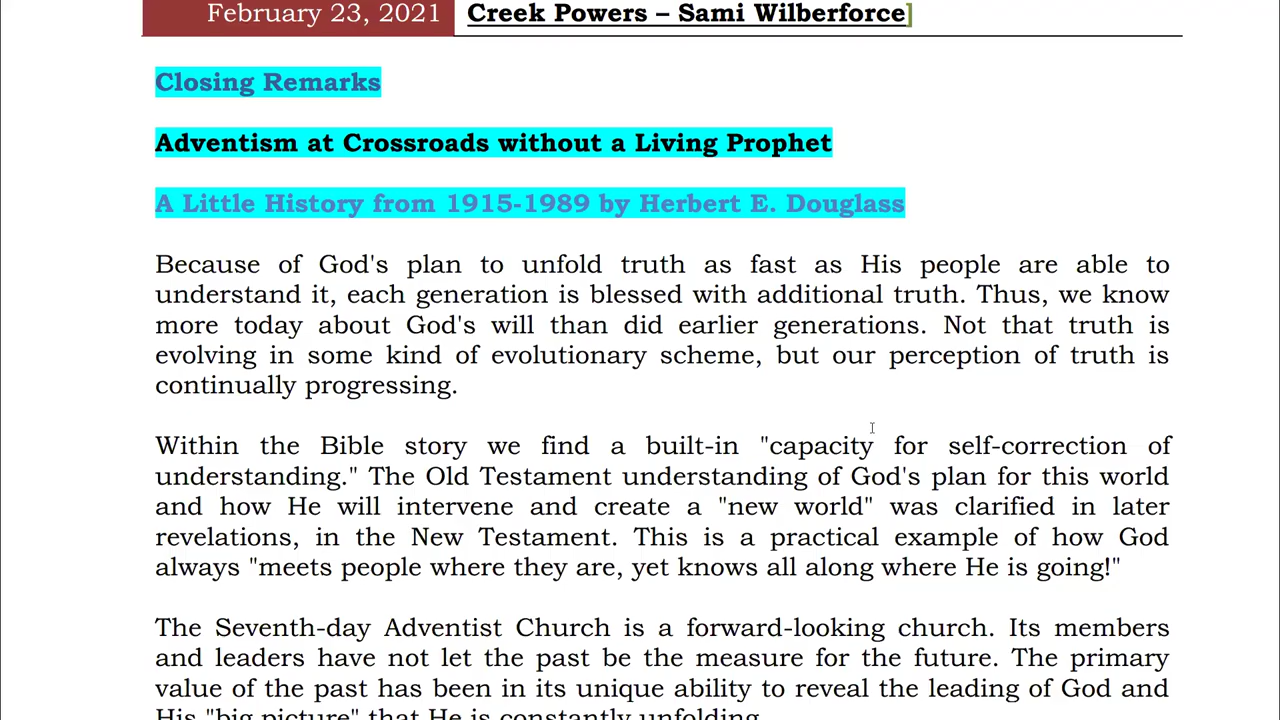 February 23, 2021 Creek Powers – Sami Wilberforce]
Closing Remarks
Adventism at Crossroads without a Living Prophet
A Little History from 1915-1989 by Herbert E. Douglass
Because of God's plan to unfold truth as fast as His people are able to
understand it, each generation is blessed with additional truth. Thus, we know
more today about God's will than did earlier generations. Not that truth is
evolving in some kind of evolutionary scheme, but our perception of truth is
continually progressing.
Within the Bible story we find a built-in "capacity for self-correction of
understanding." The Old Testament understanding of God's plan for this world
and how He will intervene and create a "new world" was clarified in later
revelations, in the New Testament. This is a practical example of how God
always "meets people where they are, yet knows all along where He is going!"
The Seventh-day Adventist Church is a forward-looking church. Its members
and leaders have not let the past be the measure for the future. The primary
value of the past has been in its unique ability to reveal the leading of God and
His "big picture" that He is constantly unfolding.